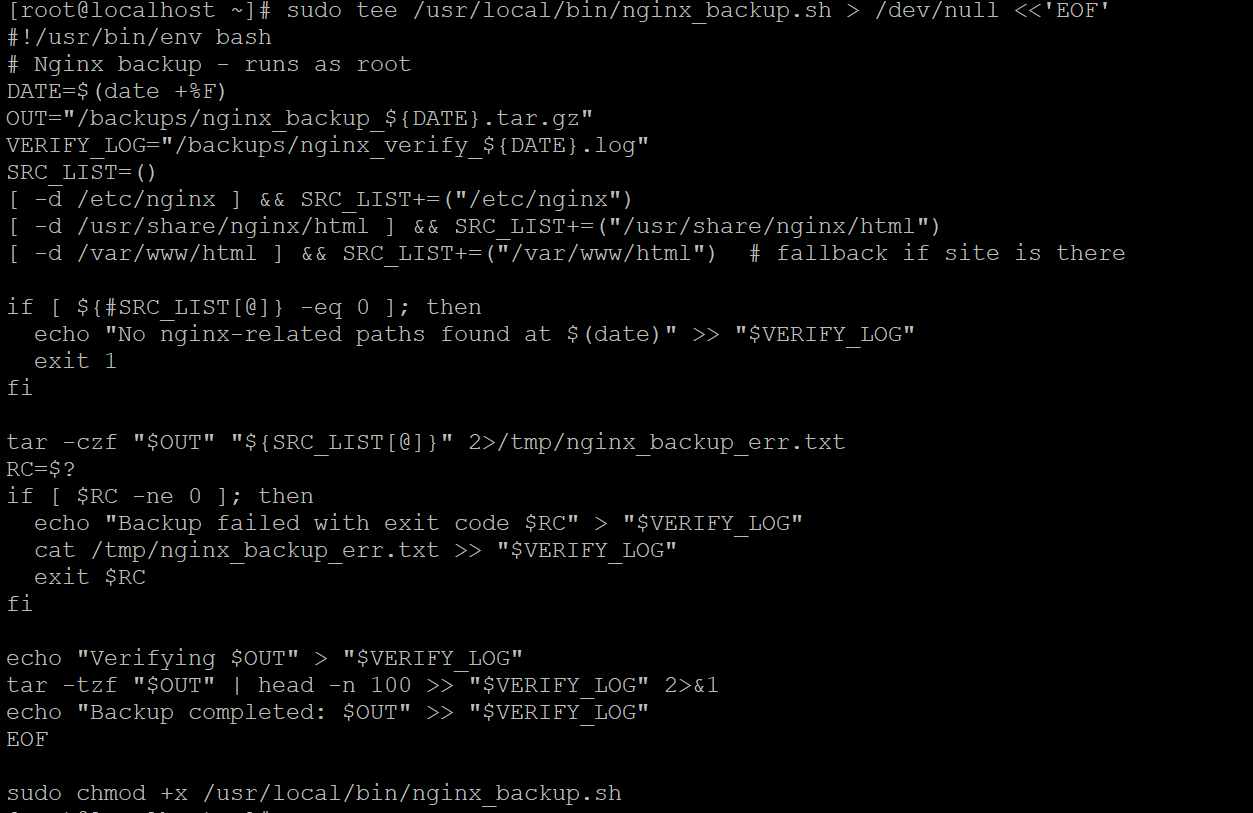 [root@localhost ~]# sudo tee /usr/local/bin/nginx_backup.sh > /dev/null <<'EOF'
#!/usr/bin/env bash
# Nginx backup - runs as root
DATE=$(date +%F)
OUT="/backups/nginx_backup_${DATE}.tar.gz"
VERIFY_LOG="/backups/nginx_verify_${DATE}.log"
SRC_LIST=()
[ -d /etc/nginx ] && SRC_LIST+=("/etc/nginx")
[ -d /usr/share/nginx/html ] && SRC_LIST+=("/usr/share/nginx/html")
[ -d /var/www/html ] && SRC_LIST+=("/var/www/html")  # fallback if site is there

if [ ${#SRC_LIST[@]} -eq 0 ]; then
  echo "No nginx-related paths found at $(date)" >> "$VERIFY_LOG"
  exit 1
fi

tar -czf "$OUT" "${SRC_LIST[@]}" 2>/tmp/nginx_backup_err.txt
RC=$?
if [ $RC -ne 0 ]; then
  echo "Backup failed with exit code $RC" > "$VERIFY_LOG"
  cat /tmp/nginx_backup_err.txt >> "$VERIFY_LOG"
  exit $RC
fi

echo "Verifying $OUT" > "$VERIFY_LOG"
tar -tzf "$OUT" | head -n 100 >> "$VERIFY_LOG" 2>&1
echo "Backup completed: $OUT" >> "$VERIFY_LOG"
EOF

sudo chmod +x /usr/local/bin/nginx_backup.sh